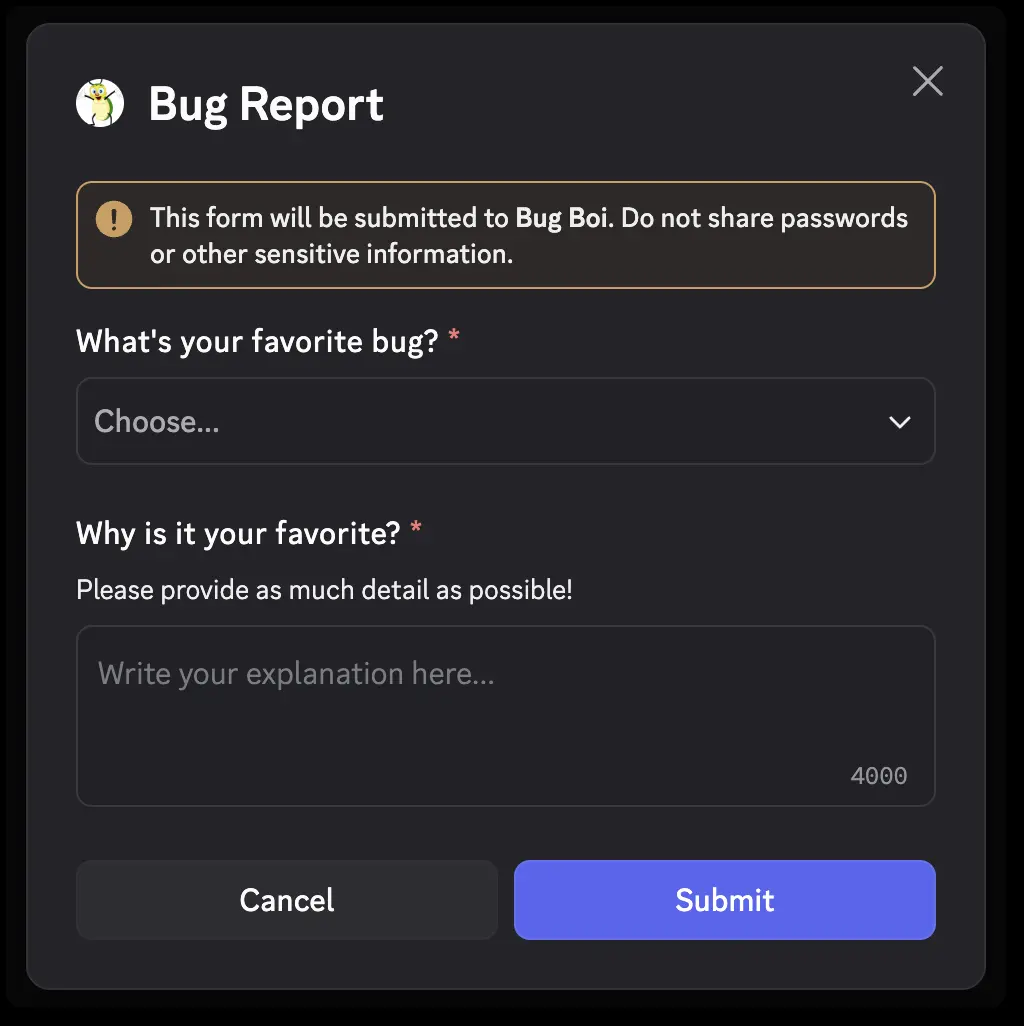 Bug Report
This form will be submitted to Bug Boi. Do not share passwords
or other sensitive information.
What's your favorite bug? *
Choose...
Why is it your favorite? *
Please provide as much detail as possible!
Write your explanation here...
4000
Cancel
Submit